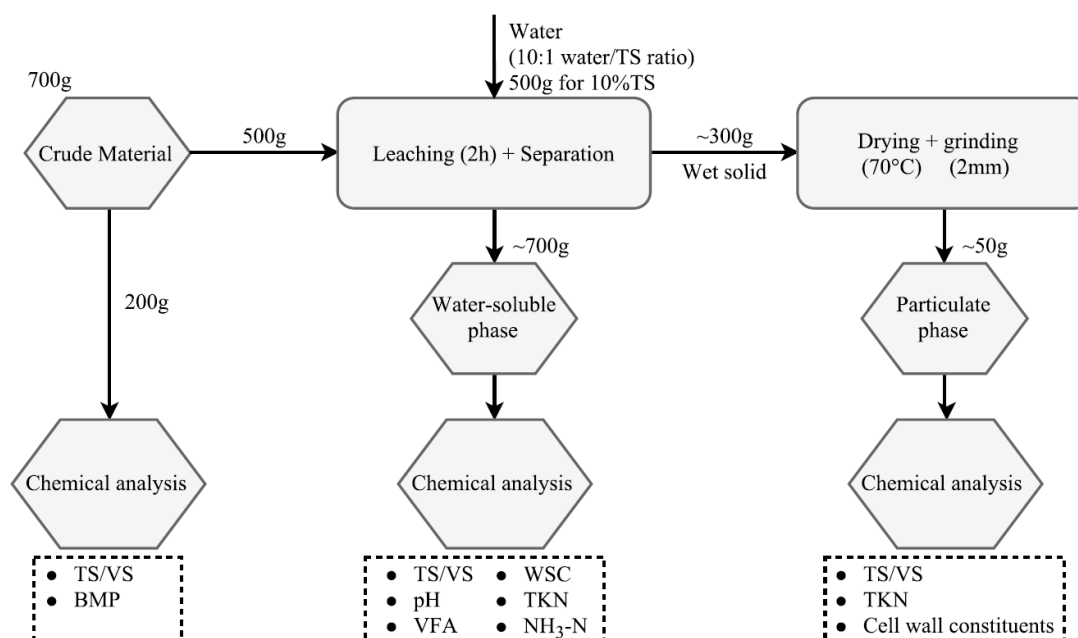 Water
(10:1 water/TS ratio)
500g for 10%TS
700g
Crude Material
500g
Leaching (2h) + Separation
~300g
Wet solid
Drying + grinding
(70°C) (2mm)
200g
~700g
Water-soluble
phase
~50g
Particulate
phase
Chemical analysis
Chemical analysis
Chemical analysis
● TS/VS
● BMP
● TS/VS ● WSC
● pH ● TKN
● VFA ● NH₃-N
● TS/VS
● TKN
● Cell wall constituents